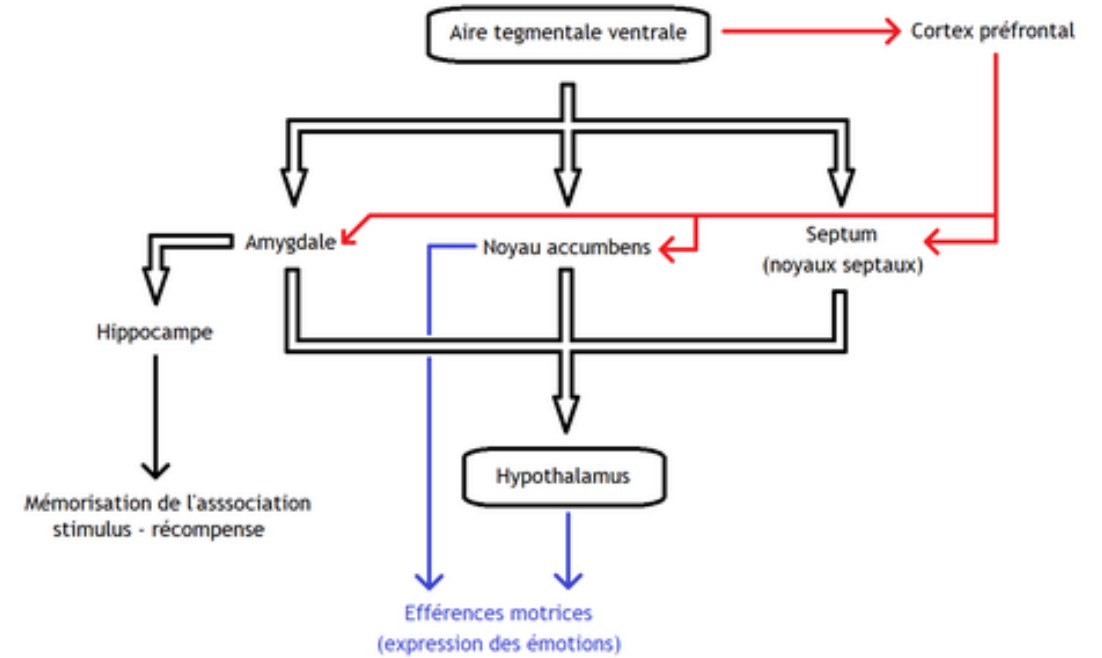 Aire tegmentale ventrale
Cortex préfrontal
Amygdale
Noyau accumbens
Septum
(noyaux septaux)
Hippocampe
Hypothalamus
Mémorisation de l'asssociation
stimulus - récompense
Efférences motrices
(expression des émotions)